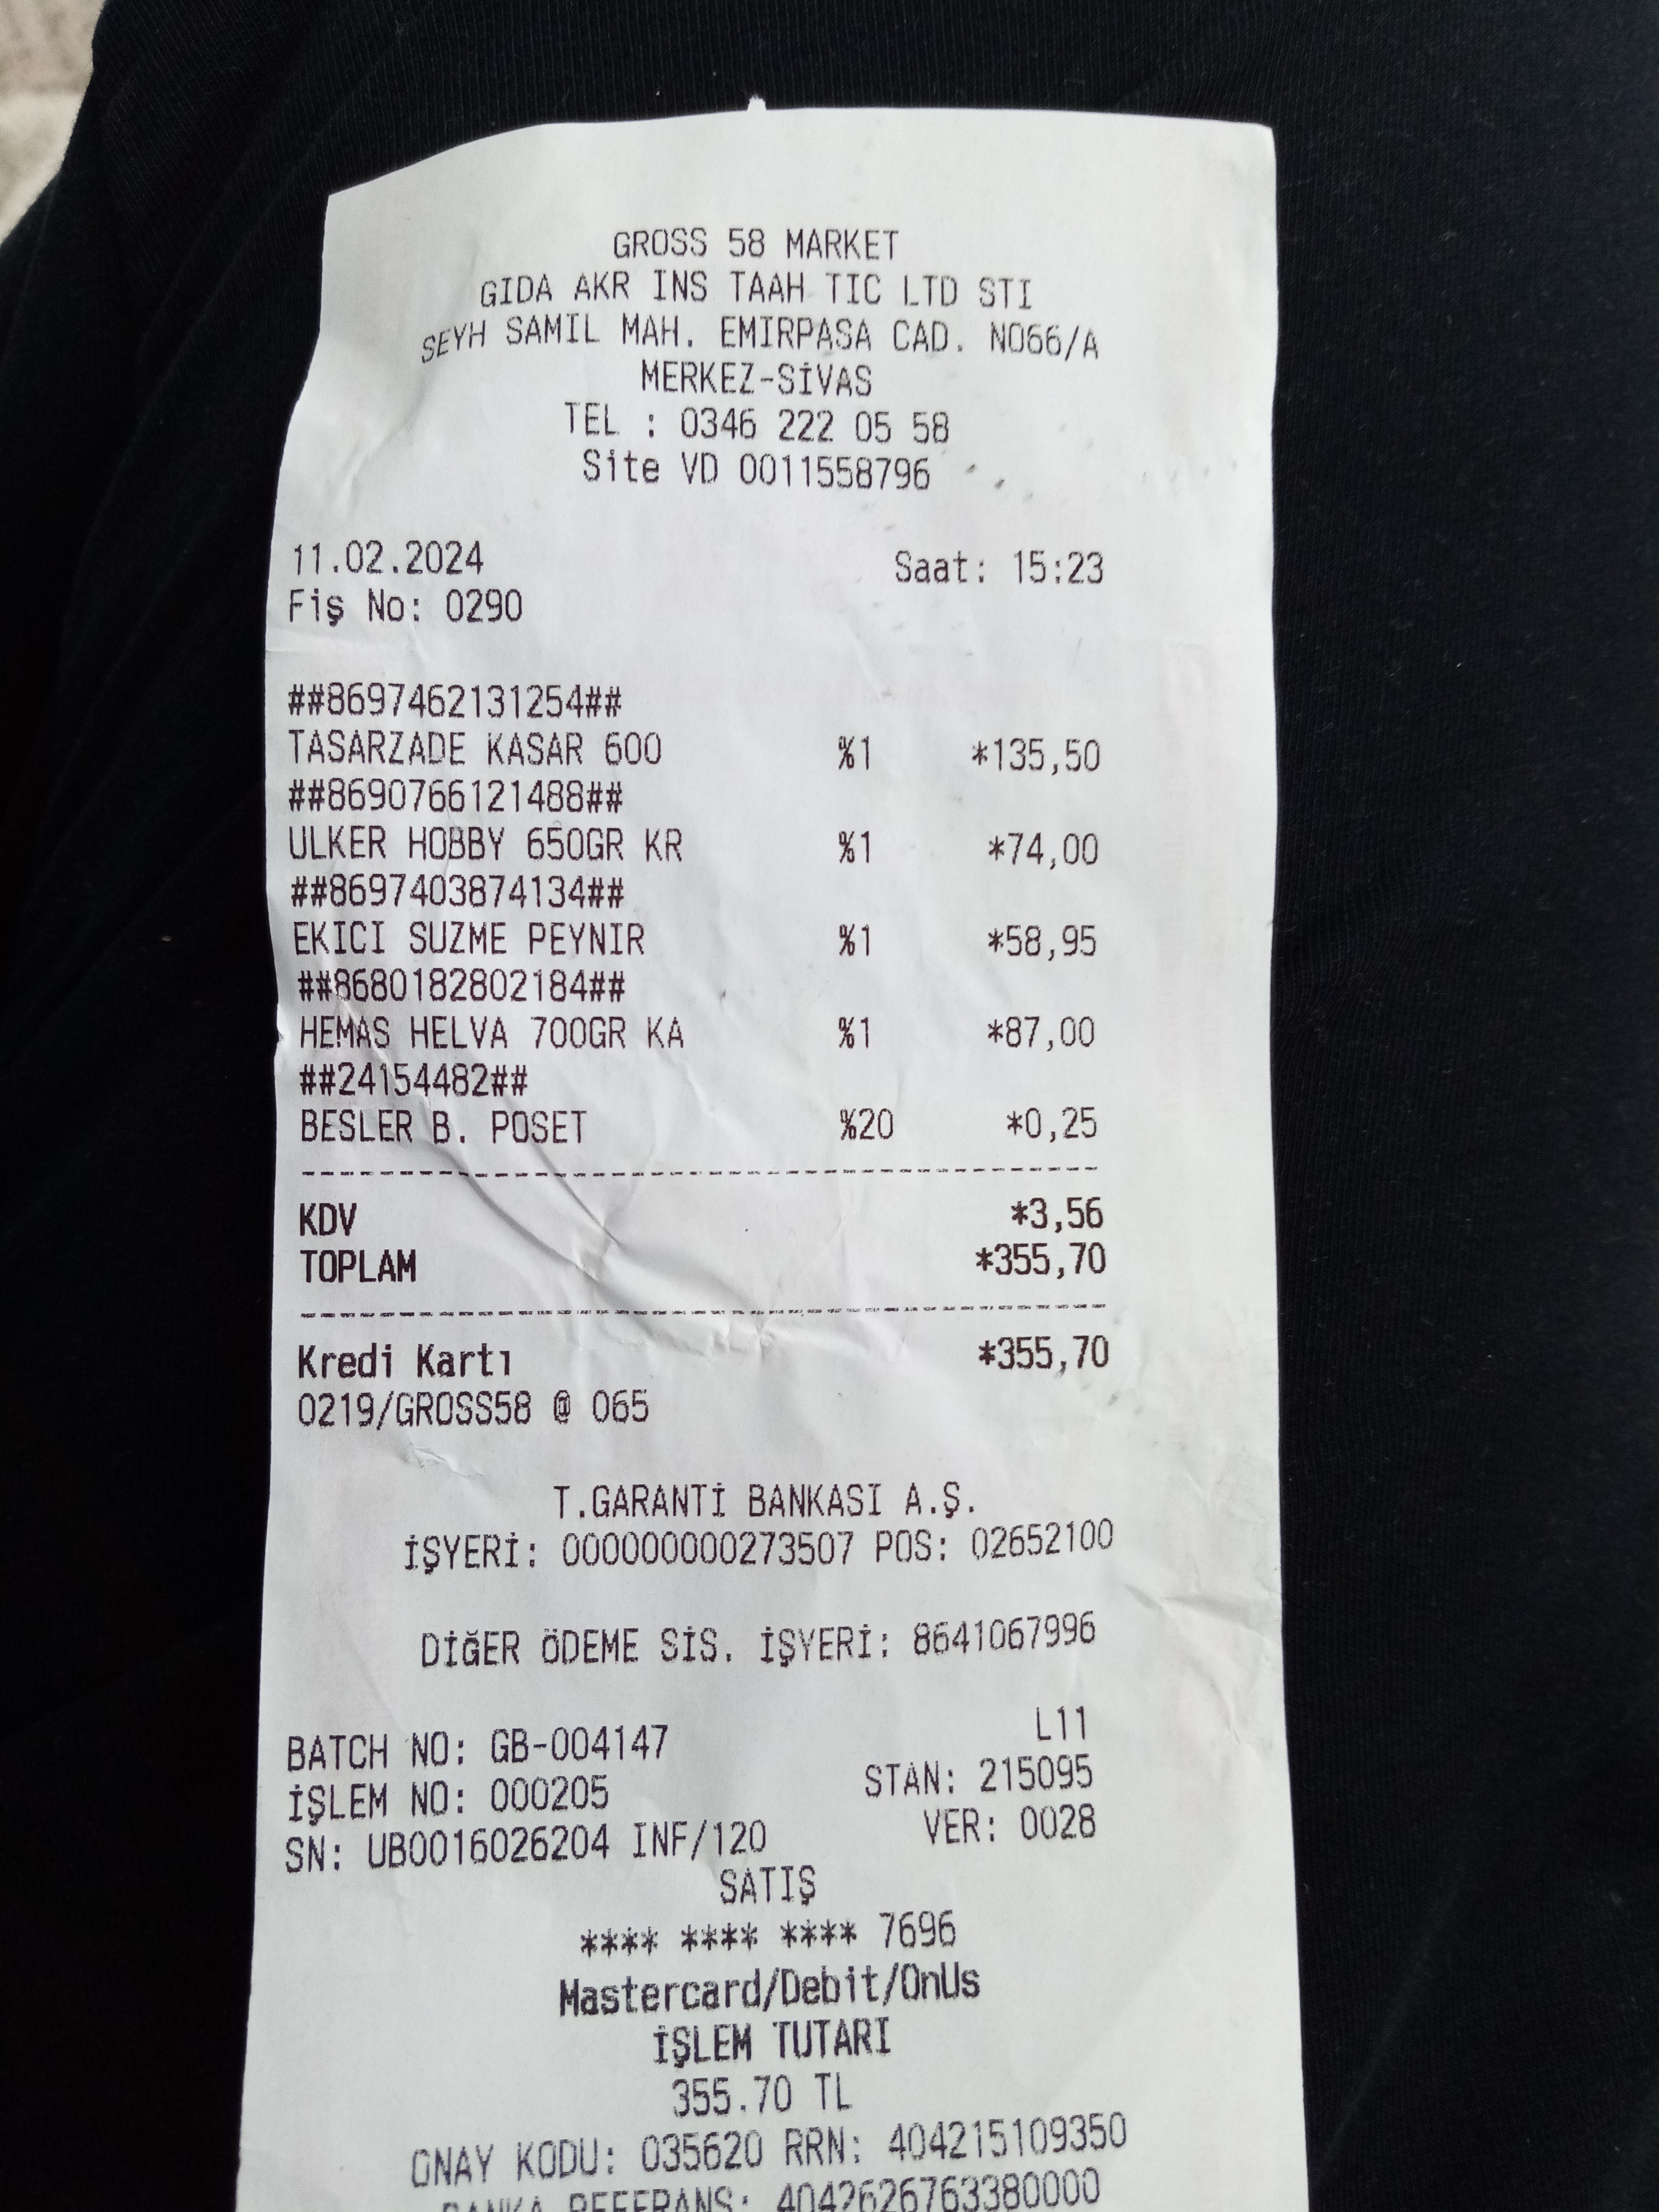 GROSS 58 MARKET
GIDA AKR INS TAAH TIC LTD STI
SEYH SAMIL MAH. EMIRPASA CAD. NO66/A
MERKEZ-SİVAS
TEL : 0346 222 05 58
Site VD 0011558796
11.02.2024 Saat: 15:23
Fiş No: 0290
##8697462131254##
TASARZADE KASAR 600 %1 *135,50
##8690766121488##
ULKER HOBBY 650GR KR %1 *74,00
##8697403874134##
EKICI SUZME PEYNIR %1 *58,95
##8680182802184##
HEMAS HELVA 700GR KA %1 *87,00
##24154482##
BESLER B. POSET %20 *0,25
KDV *3,56
TOPLAM *355,70
Kredi Kartı *355,70
0219/GROSS58 @ 065
T.GARANTİ BANKASI A.Ş.
İŞYERİ: 000000000273507 POS: 02652100
DİĞER ÖDEME SİS. İŞYERİ: 8641067996
L11
BATCH NO: GB-004147
İŞLEM NO: 000205 STAN: 215095
SN: UB0016026204 INF/120 VER: 0028
SATIŞ
**** **** **** 7696
Mastercard/Debit/OnUs
İŞLEM TUTARI
355.70 TL
ONAY KODU: 035620 RRN: 404215109350
BANKA REFERANS: 4042626763380000